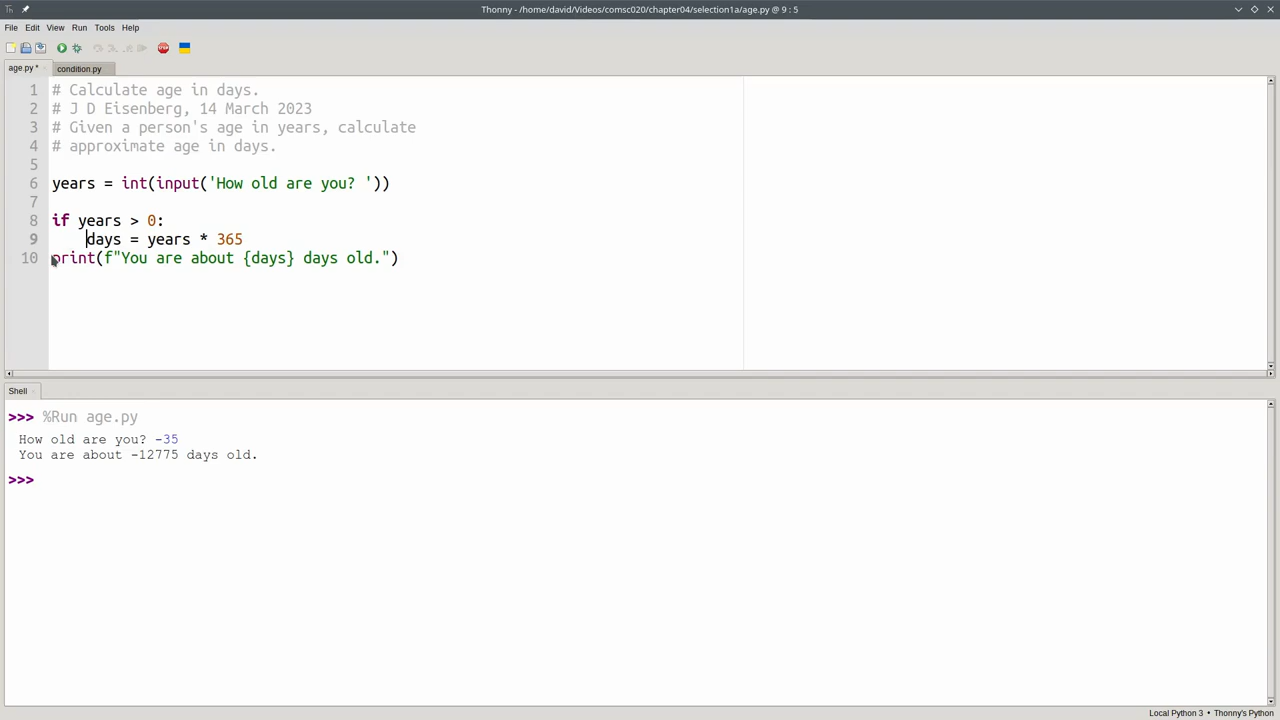 Thonny - /home/david/Videos/comsc020/chapter04/selection1a/age.py @ 9 : 5
File Edit View Run Tools Help
age.py * condition.py
1 # Calculate age in days.
2 # J D Eisenberg, 14 March 2023
3 # Given a person's age in years, calculate
4 # approximate age in days.
5
6 years = int(input('How old are you? '))
7
8 if years > 0:
9     days = years * 365
10 print(f"You are about {days} days old.")
Shell
>>> %Run age.py
How old are you? -35
You are about -12775 days old.
>>>
Local Python 3 • Thonny's Python